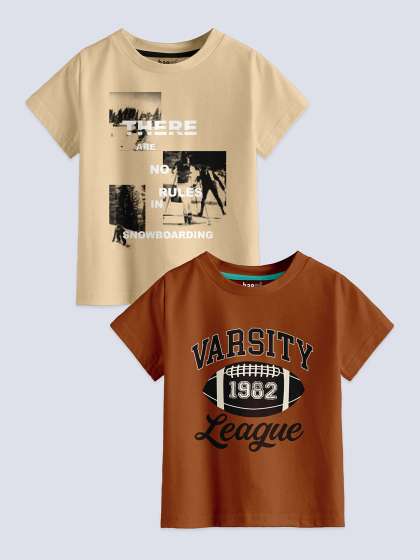 THERE
ARE
NO
RULES
IN
SNOWBOARDING
VARSITY
1982
League